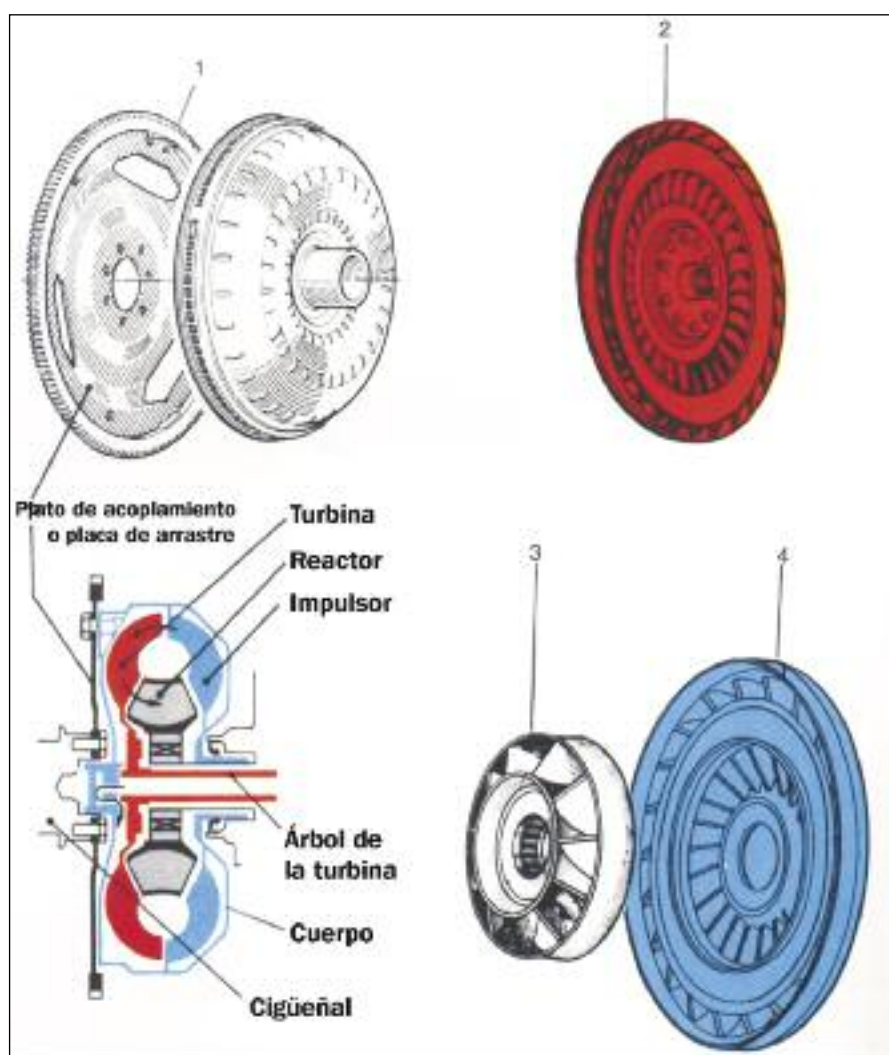 1
2
Plato de acoplamiento
o placa de arrastre
Turbina
Reactor
Impulsor
3
4
Árbol de
la turbina
Cuerpo
Cigüeñal